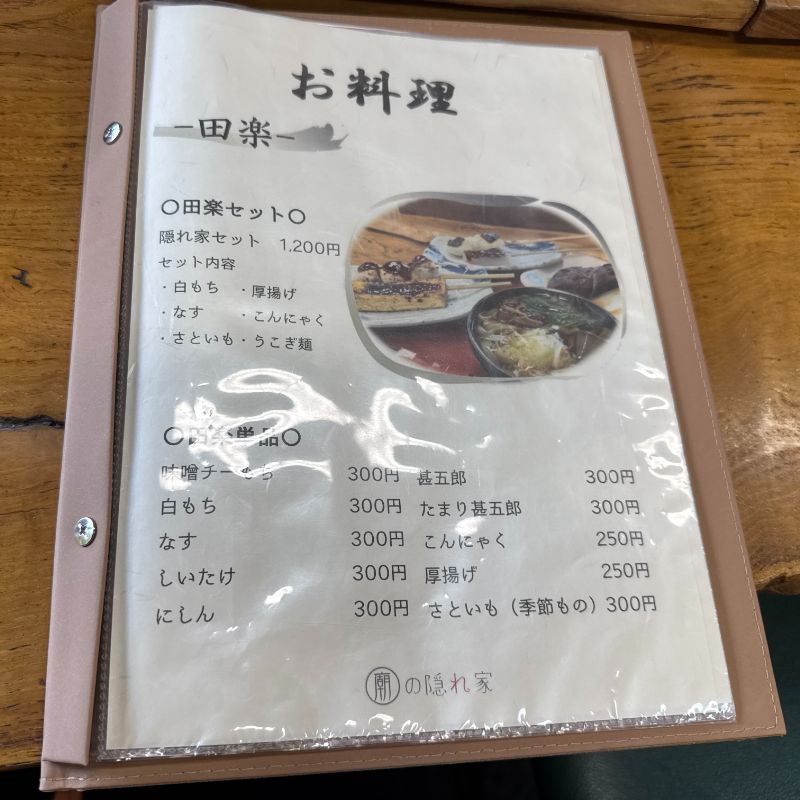 お料理
-田楽-
〇田楽セット〇
隠れ家セット 1,200円
セット内容
・白もち ・厚揚げ
・なす ・こんにゃく
・さといも・うこぎ麺
〇田楽単品〇
味噌チーもち 300円 甚五郎 300円
白もち 300円 たまり甚五郎 300円
なす 300円 こんにゃく 250円
しいたけ 300円 厚揚げ 250円
にしん 300円 さといも（季節もの）300円
廟の隠れ家